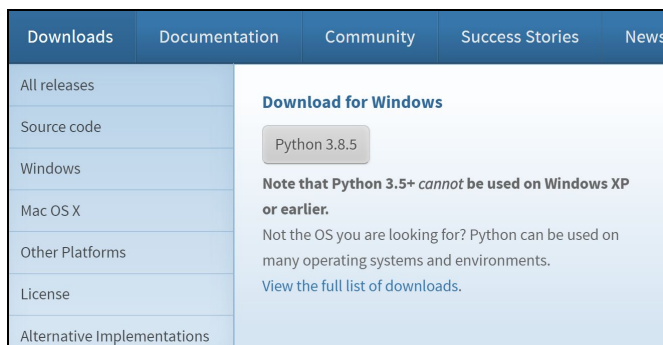 Downloads Documentation Community Success Stories News
All releases
Source code
Windows
Mac OS X
Other Platforms
License
Alternative Implementations
Download for Windows
Python 3.8.5
Note that Python 3.5+ cannot be used on Windows XP
or earlier.
Not the OS you are looking for? Python can be used on
many operating systems and environments.
View the full list of downloads.